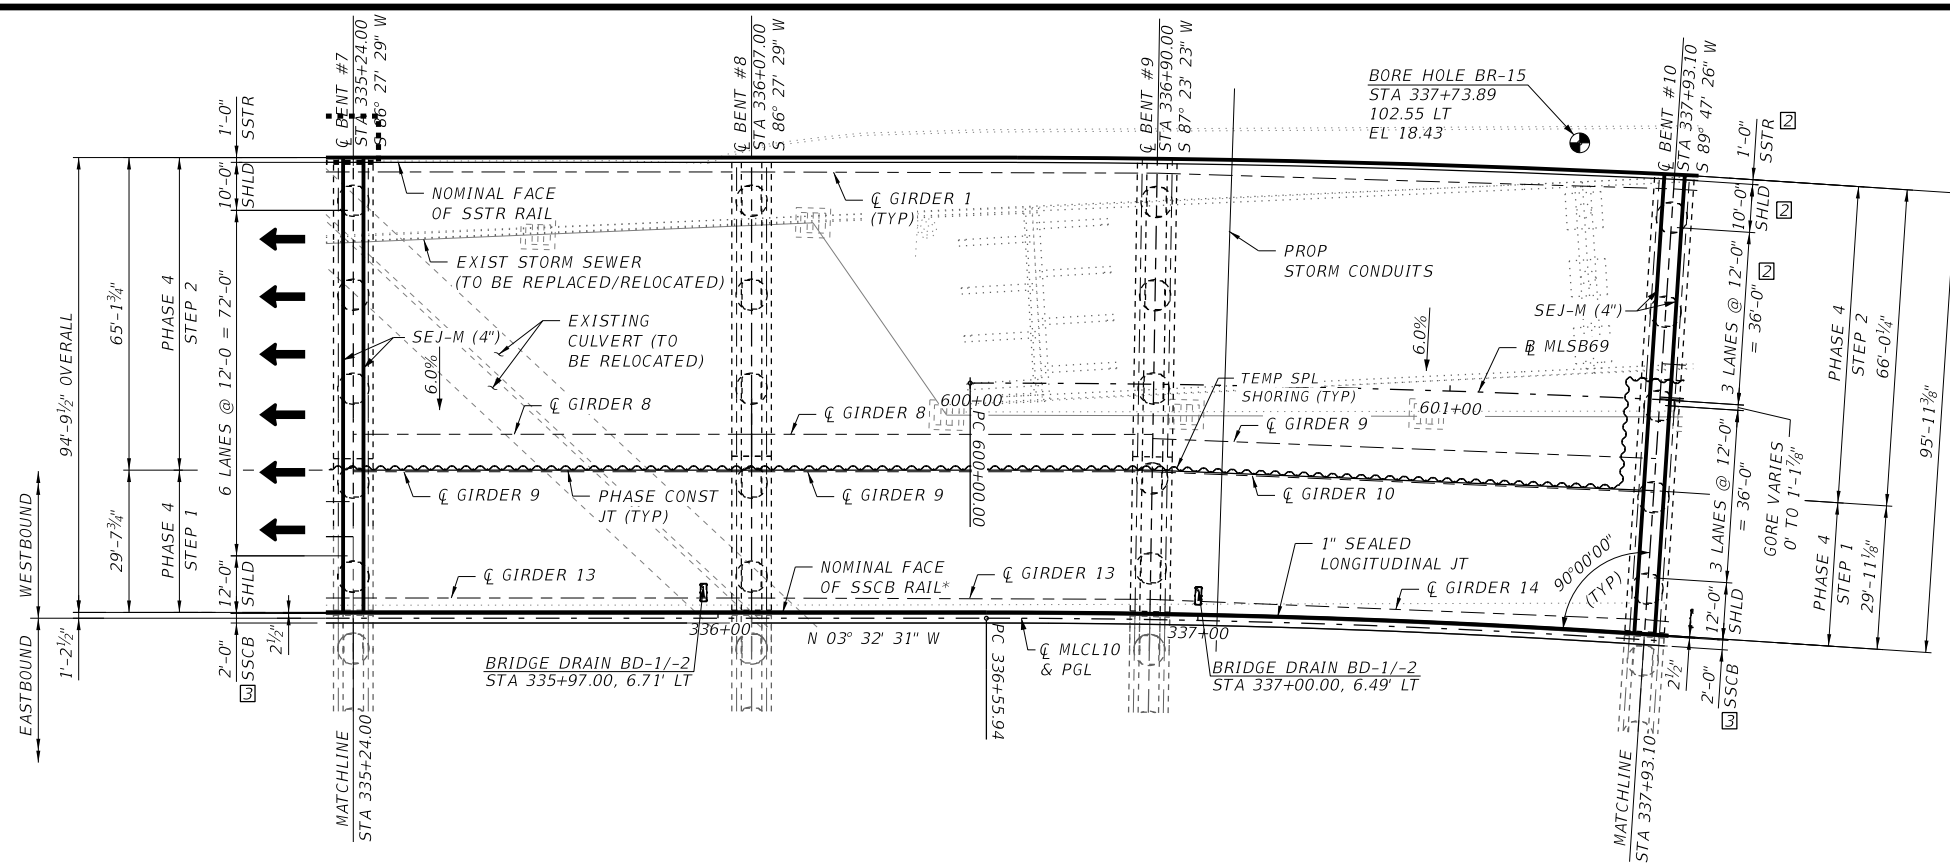 ℄ BENT #7
STA 335+24.00
S 86° 27' 29" W
℄ BENT #8
STA 336+07.00
S 86° 27' 29" W
℄ BENT #9
STA 336+90.00
S 87° 23' 23" W
℄ BENT #10
STA 337+93.10
S 89° 47' 26" W
BORE HOLE BR-15
STA 337+73.89
102.55 LT
EL 18.43
1'-0"
SSTR
10'-0"
SHLD
6 LANES @ 12'-0 = 72'-0"
12'-0"
SHLD
2'-0"
SSCB
3
2½"
94'-9½" OVERALL
65'-1¾"
PHASE 4
STEP 2
29'-7¾"
PHASE 4
STEP 1
WESTBOUND
EASTBOUND
1'-2½"
NOMINAL FACE
OF SSTR RAIL
℄ GIRDER 1
(TYP)
EXIST STORM SEWER
(TO BE REPLACED/RELOCATED)
PROP
STORM CONDUITS
SEJ-M (4")
6.0%
EXISTING
CULVERT (TO
BE RELOCATED)
℄ GIRDER 8
℄ GIRDER 8
600+00
PC 600+00.00
TEMP SPL
SHORING (TYP)
℄ GIRDER 9
601+00
B MLSB69
6.0%
SEJ-M (4")
℄ GIRDER 9
PHASE CONST
JT (TYP)
℄ GIRDER 9
℄ GIRDER 10
℄ GIRDER 13
NOMINAL FACE
OF SSCB RAIL*
℄ GIRDER 13
1" SEALED
LONGITUDINAL JT
℄ GIRDER 14
90°00'00"
(TYP)
336+00
N 03° 32' 31" W
PC 336+55.94
℄ MLCL10
& PGL
337+00
BRIDGE DRAIN BD-1/-2
STA 335+97.00, 6.71' LT
BRIDGE DRAIN BD-1/-2
STA 337+00.00, 6.49' LT
1'-0"
SSTR
2
10'-0"
SHLD
2
3 LANES @ 12'-0"
= 36'-0"
2
3 LANES @ 12'-0"
= 36'-0"
GORE VARIES
0' TO 1'-1⅞"
12'-0"
SHLD
2½"
2'-0"
SSCB
3
PHASE 4
STEP 2
66'-0¼"
PHASE 4
STEP 1
29'-11⅛"
95'-11⅜"
MATCHLINE
STA 335+24.00
MATCHLINE
STA 337+93.10